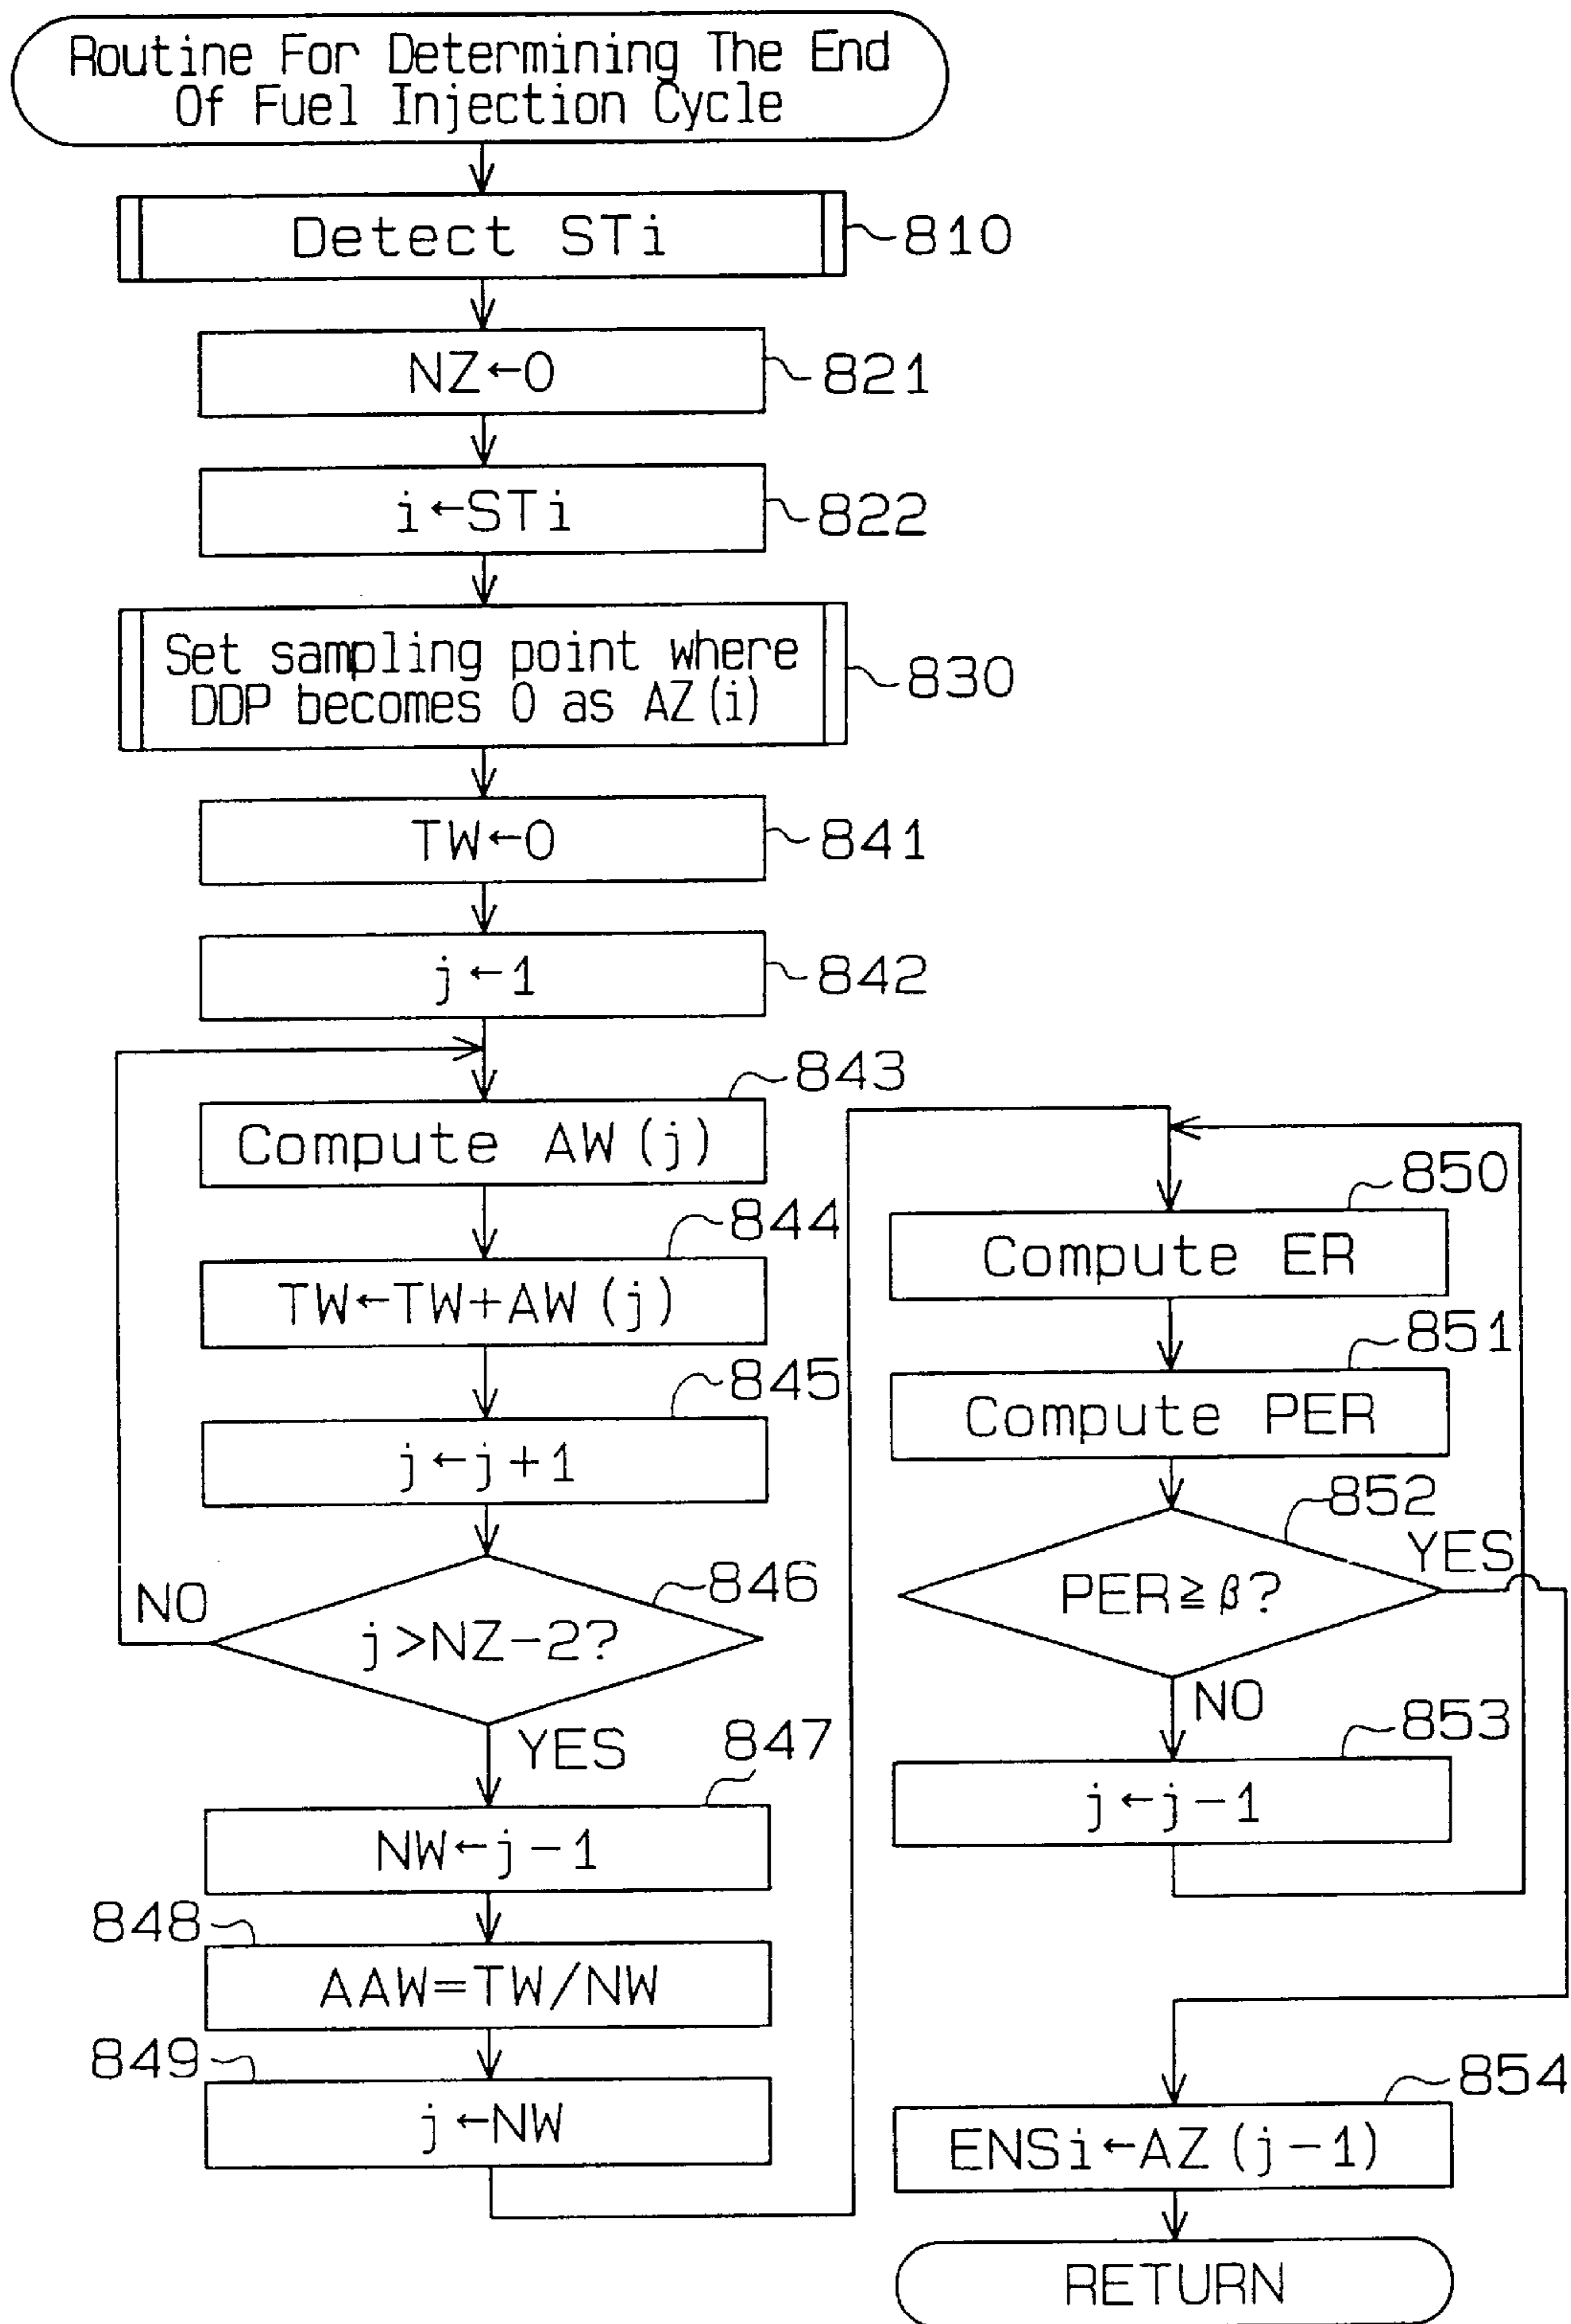 Routine For Determining The End
Of Fuel Injection Cycle
Detect STi
810
NZ←0
821
i←STi
822
Set sampling point where
DDP becomes 0 as AZ(i)
830
TW←0
841
j←1
842
843
Compute AW(j)
844
TW←TW+AW(j)
845
j←j+1
846
NO
j>NZ-2?
YES
847
NW←j-1
848
AAW=TW/NW
849
j←NW
850
Compute ER
851
Compute PER
852
YES
PER≧β?
NO
853
j←j-1
854
ENSi←AZ(j-1)
RETURN